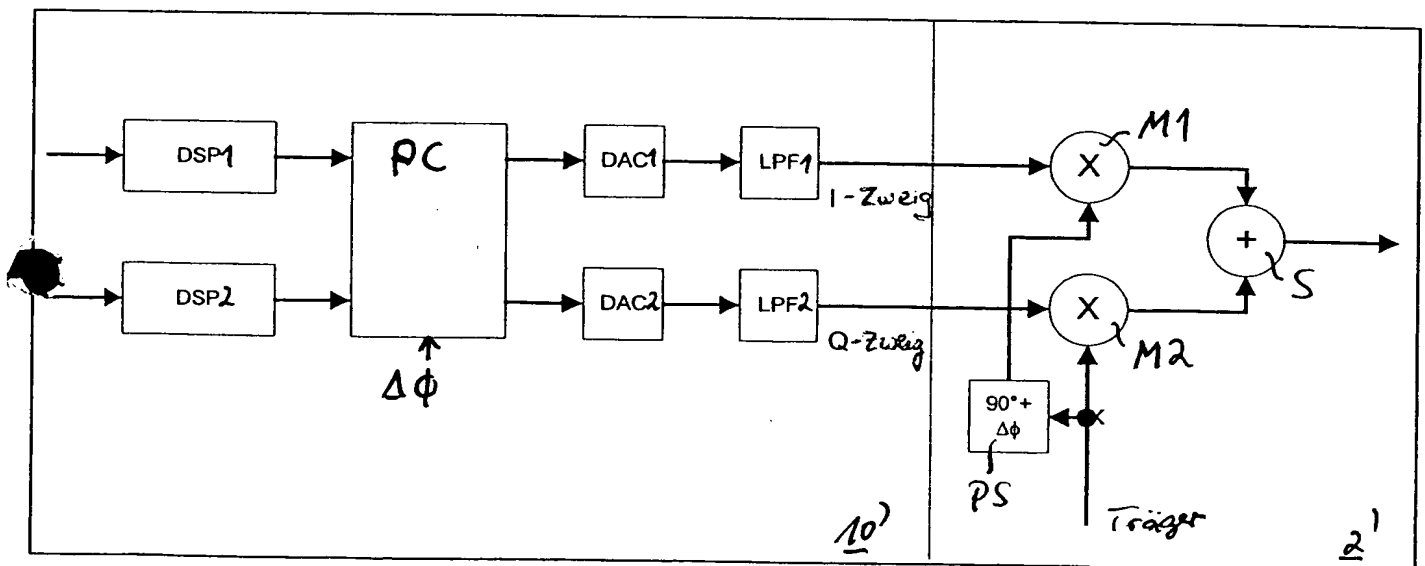 DSP1
PC
DAC1
LPF1
I-Zweig
M1
X
+
S
DSP2
DAC2
LPF2
Q-Zweig
X
M2
Δϕ
90°+
Δϕ
PS
Träger
10'
2'